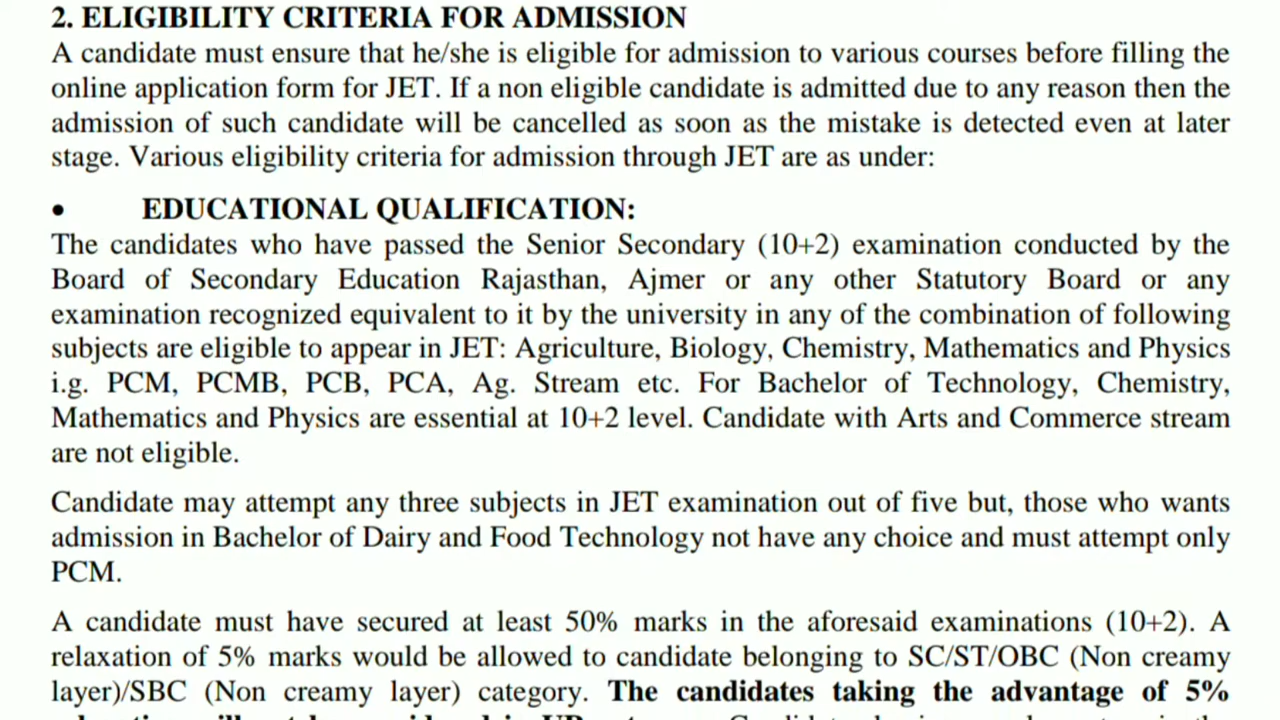 2. ELIGIBILITY CRITERIA FOR ADMISSION
A candidate must ensure that he/she is eligible for admission to various courses before filling the
online application form for JET. If a non eligible candidate is admitted due to any reason then the
admission of such candidate will be cancelled as soon as the mistake is detected even at later
stage. Various eligibility criteria for admission through JET are as under:
• EDUCATIONAL QUALIFICATION:
The candidates who have passed the Senior Secondary (10+2) examination conducted by the
Board of Secondary Education Rajasthan, Ajmer or any other Statutory Board or any
examination recognized equivalent to it by the university in any of the combination of following
subjects are eligible to appear in JET: Agriculture, Biology, Chemistry, Mathematics and Physics
i.g. PCM, PCMB, PCB, PCA, Ag. Stream etc. For Bachelor of Technology, Chemistry,
Mathematics and Physics are essential at 10+2 level. Candidate with Arts and Commerce stream
are not eligible.
Candidate may attempt any three subjects in JET examination out of five but, those who wants
admission in Bachelor of Dairy and Food Technology not have any choice and must attempt only
PCM.
A candidate must have secured at least 50% marks in the aforesaid examinations (10+2). A
relaxation of 5% marks would be allowed to candidate belonging to SC/ST/OBC (Non creamy
layer)/SBC (Non creamy layer) category. The candidates taking the advantage of 5%